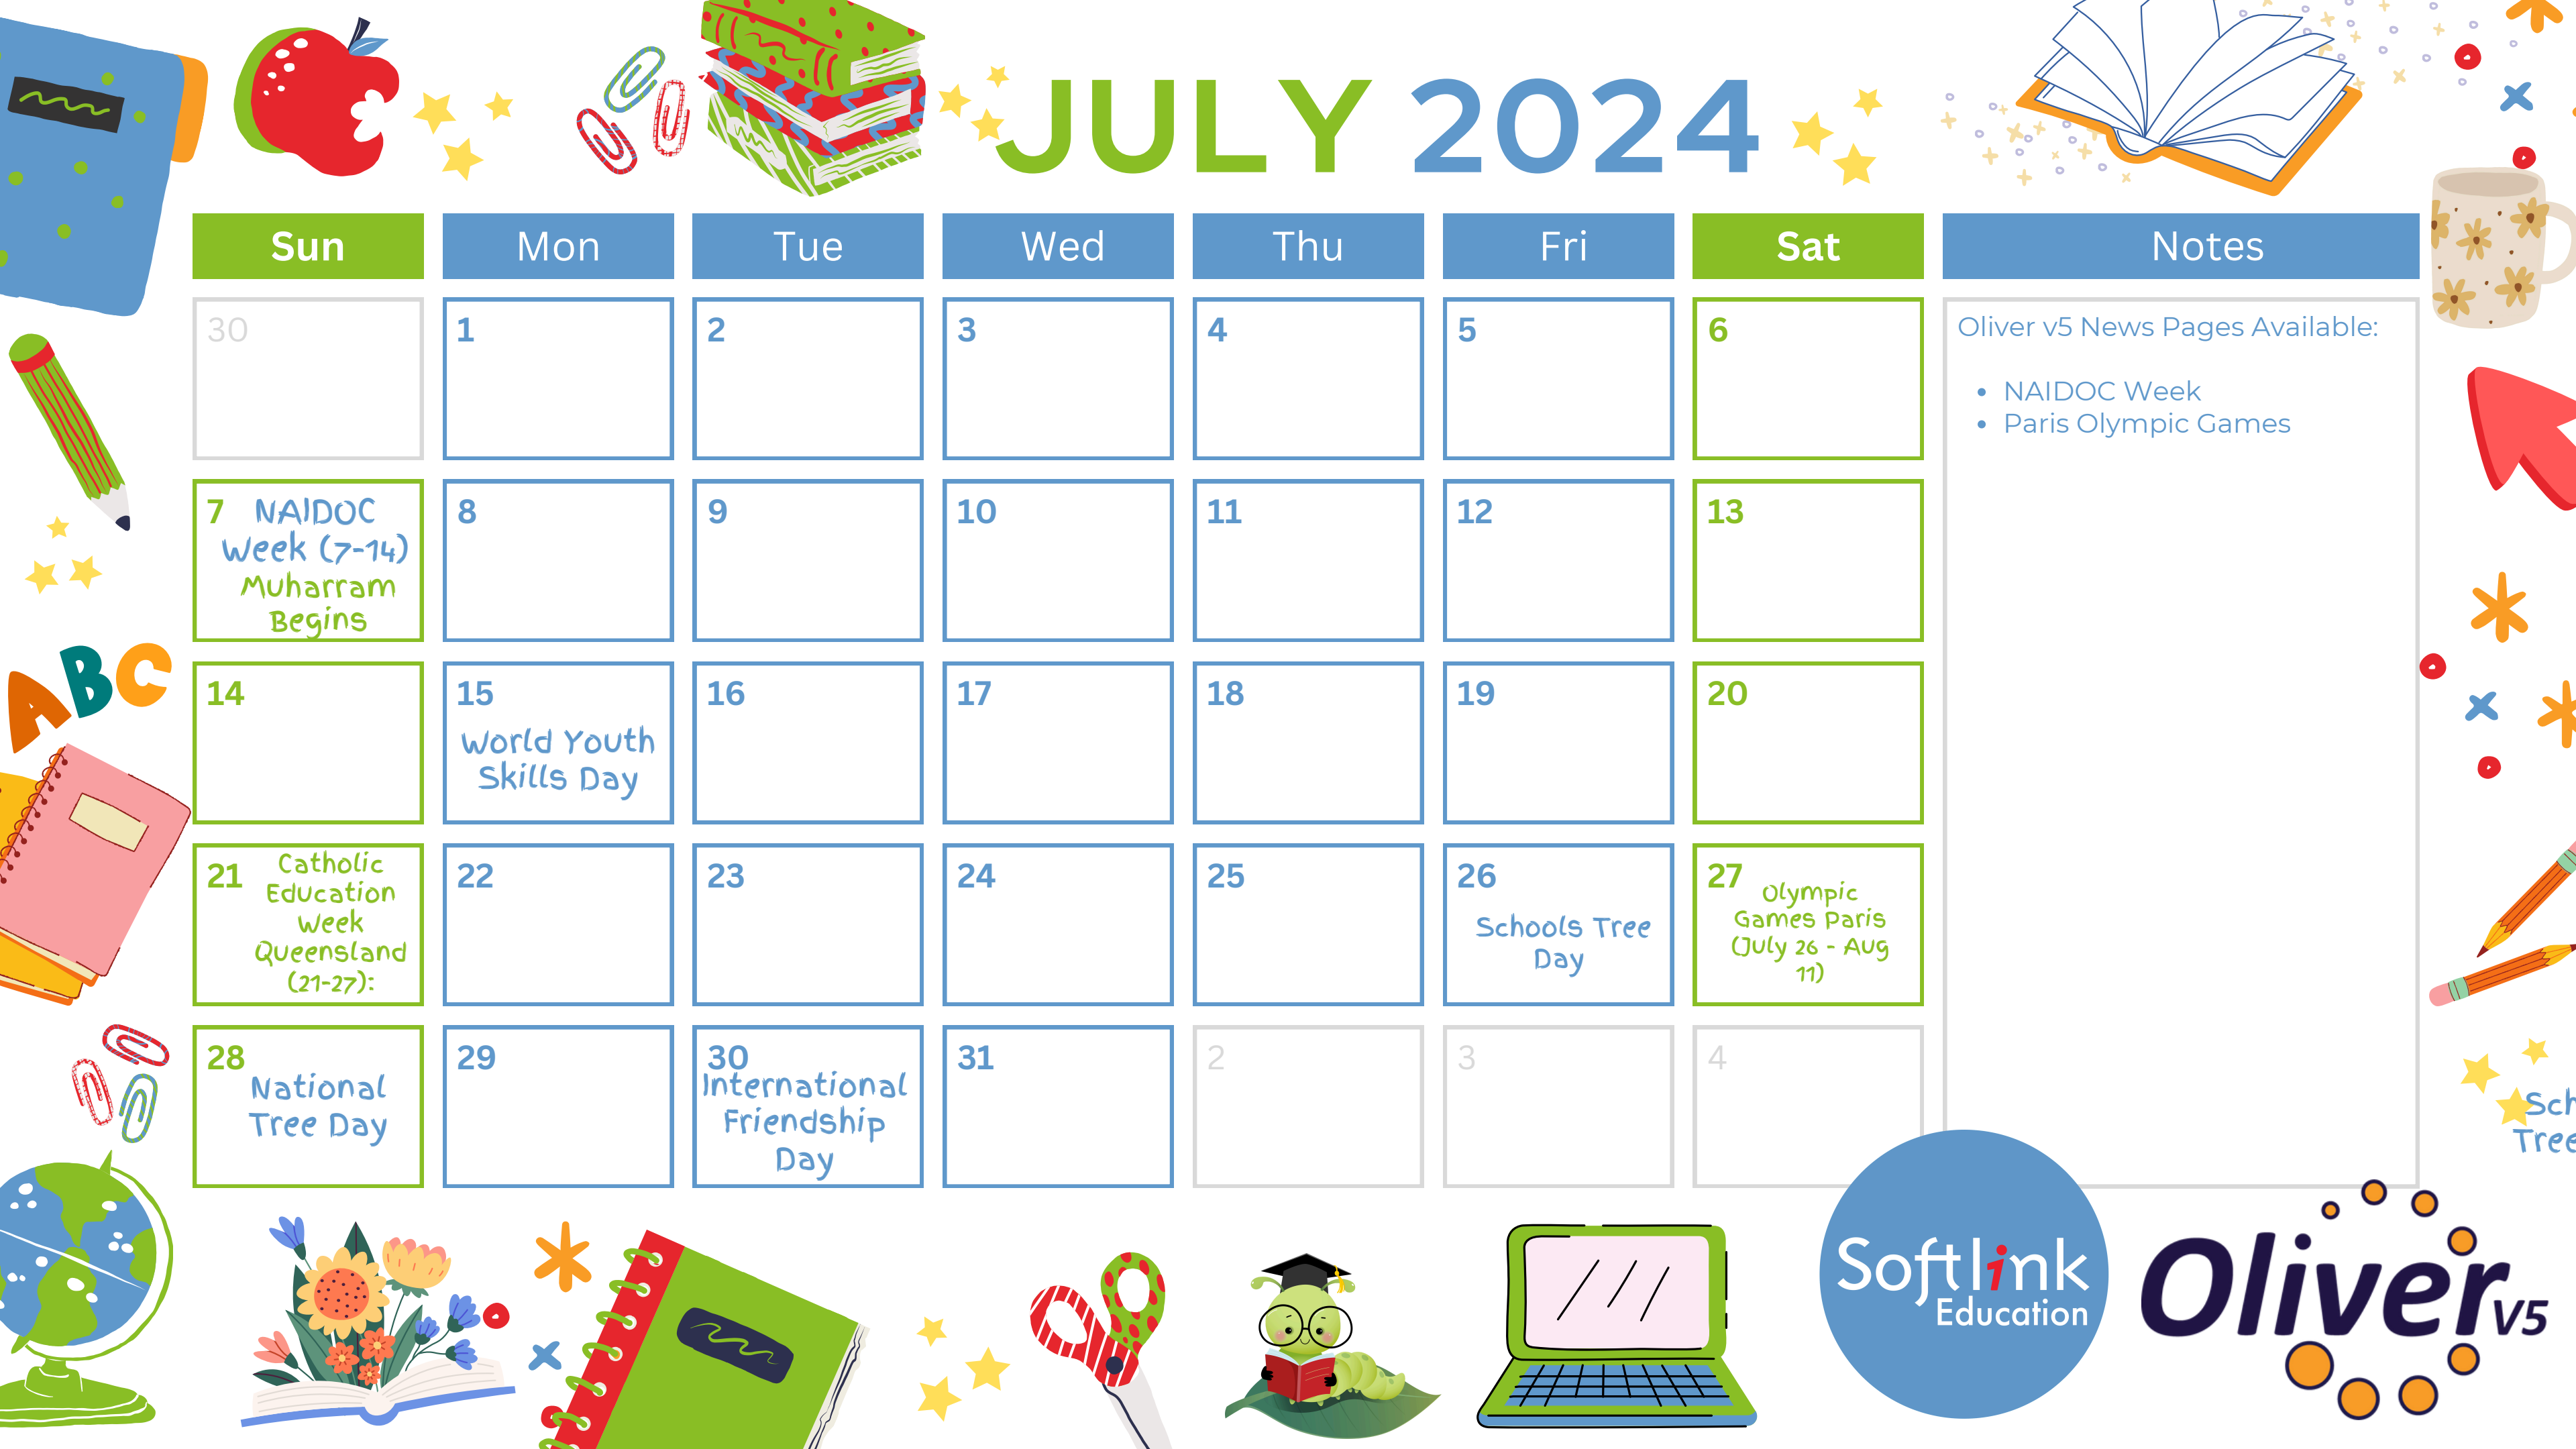 JULY 2024
Sun Mon Tue Wed Thu Fri Sat Notes
30 1 2 3 4 5 6
Oliver v5 News Pages Available:
• NAIDOC Week
• Paris Olympic Games
7 NAIDOC
Week (7-14)
Muharram
Begins
8 9 10 11 12 13
14 15 16 17 18 19 20
World Youth
Skills Day
21 Catholic
Education
Week
Queensland
(21-27):
22 23 24 25 26
Schools Tree
Day
27 Olympic
Games Paris
(July 26 - Aug
11)
28 National
Tree Day
29
30
International
Friendship
Day
31 2 3 4
Sch
Tree
ABC
Softlink
Education
Oliver v5